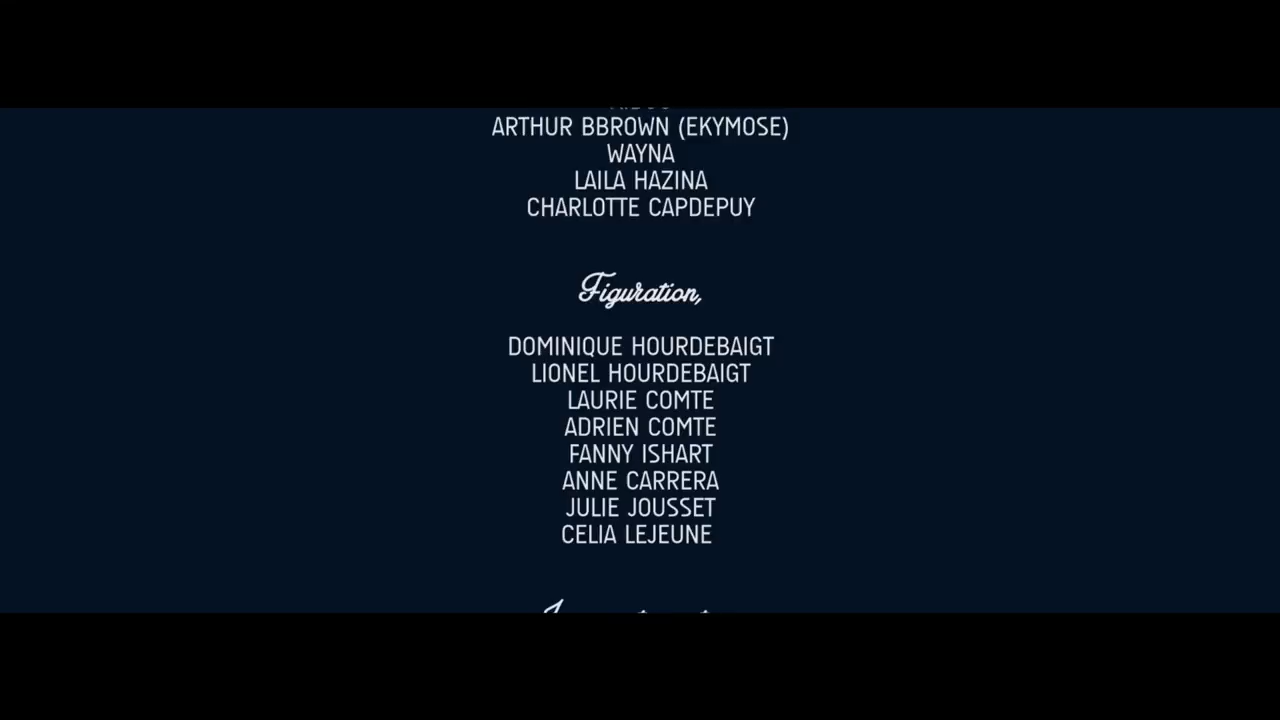 ARTHUR BBROWN (EKYMOSE)
WAYNA
LAILA HAZINA
CHARLOTTE CAPDEPUY
Figuration,
DOMINIQUE HOURDEBAIGT
LIONEL HOURDEBAIGT
LAURIE COMTE
ADRIEN COMTE
FANNY ISHART
ANNE CARRERA
JULIE JOUSSET
CELIA LEJEUNE